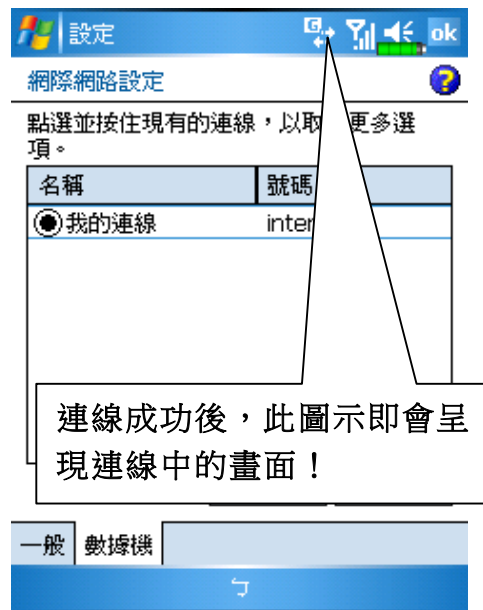 設定
G
ok
網際網路設定
?
點選並按住現有的連線,以取 更多選
項。
名稱 號碼
我的連線 inter
連線成功後,此圖示即會呈
現連線中的畫面!
一般 數據機
ㄅ